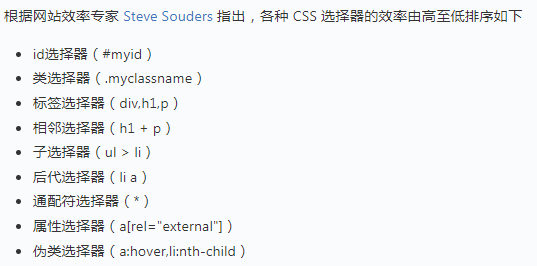 根据网站效率专家 Steve Souders 指出，各种 CSS 选择器的效率由高至低排序如下
id选择器（#myid）
类选择器（.myclassname）
标签选择器（div,h1,p）
相邻选择器（h1 + p）
子选择器（ul > li）
后代选择器（li a）
通配符选择器（*）
属性选择器（a[rel="external"]）
伪类选择器（a:hover,li:nth-child）